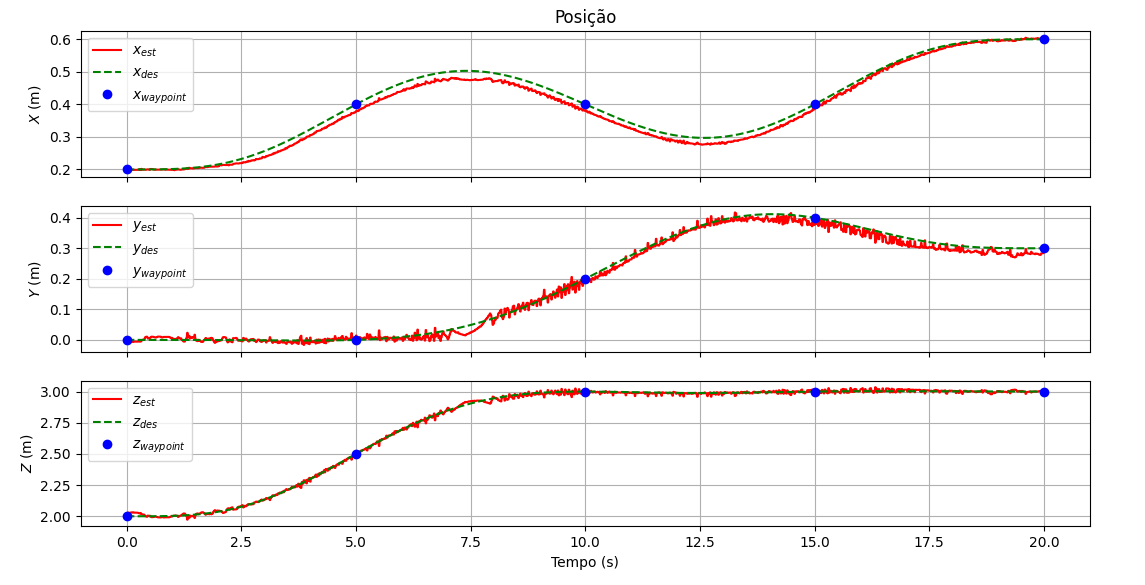 Posição
X (m)
0.6
0.5
0.4
0.3
0.2
x_est
x_des
x_waypoint
Y (m)
0.4
0.3
0.2
0.1
0.0
y_est
y_des
y_waypoint
Z (m)
3.00
2.75
2.50
2.25
2.00
z_est
z_des
z_waypoint
0.0 2.5 5.0 7.5 10.0 12.5 15.0 17.5 20.0
Tempo (s)